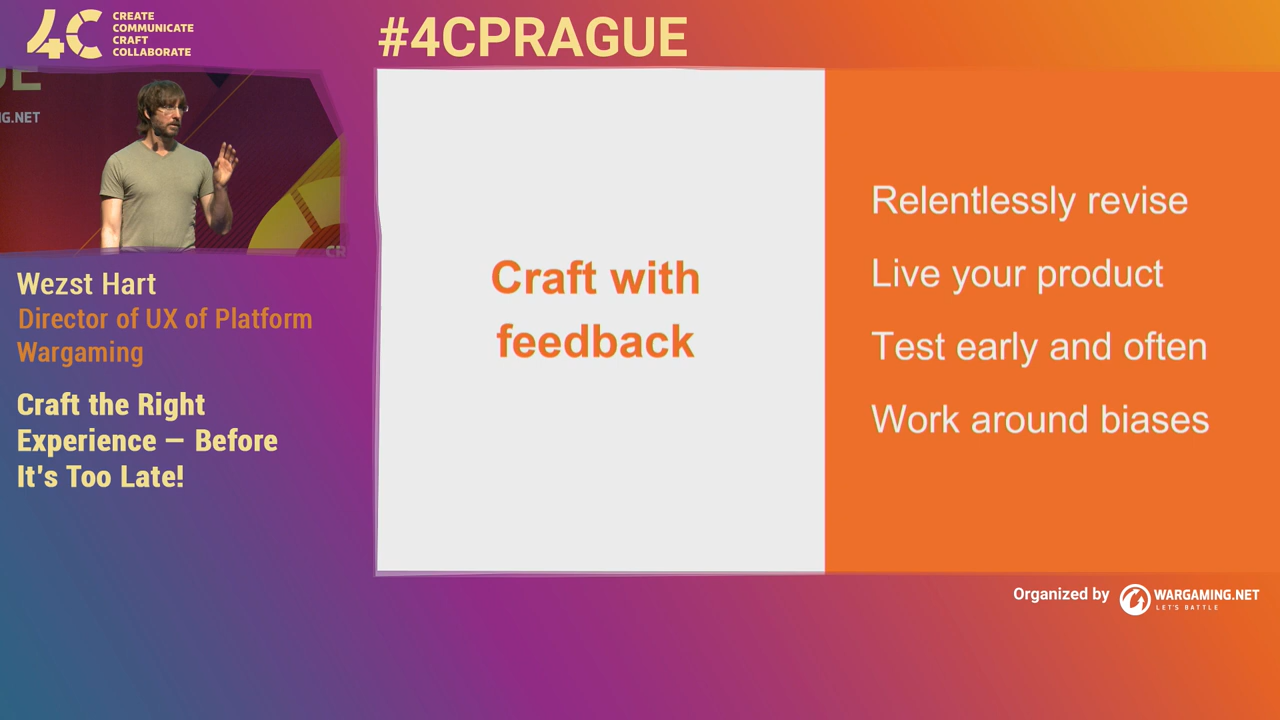 4C
CREATE
COMMUNICATE
CRAFT
COLLABORATE
#4CPRAGUE
G.NET
CR
Wezst Hart
Director of UX of Platform
Wargaming
Craft the Right
Experience — Before
It's Too Late!
Craft with
feedback
Relentlessly revise
Live your product
Test early and often
Work around biases
Organized by
WARGAMING.NET
LET'S BATTLE